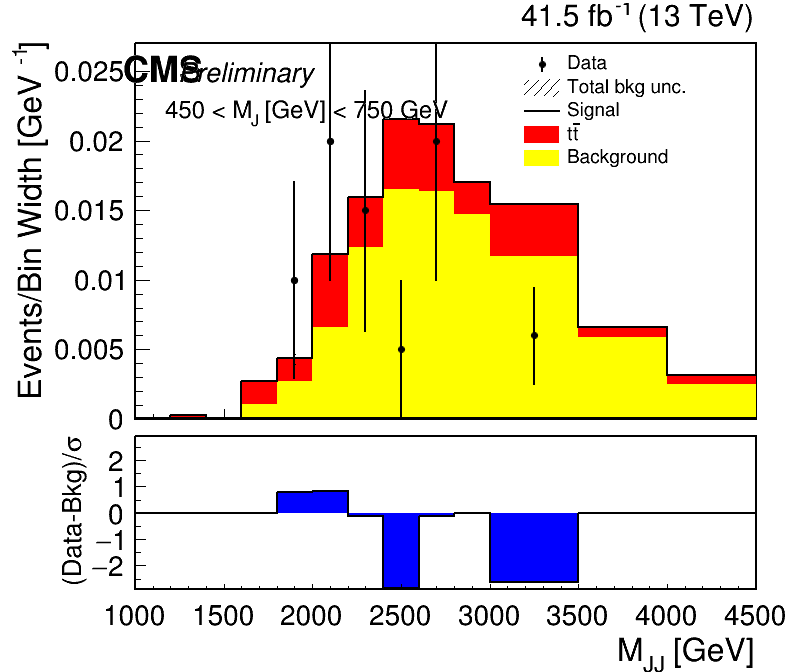 41.5 fb⁻¹ (13 TeV)
CMS Preliminary
450 < M_J [GeV] < 750 GeV
Data
Total bkg unc.
Signal
tt̄
Background
Events/Bin Width [GeV⁻¹]
0.025
0.02
0.015
0.01
0.005
0
(Data-Bkg)/σ
2
1
0
−1
−2
1000 1500 2000 2500 3000 3500 4000 4500
M_JJ [GeV]